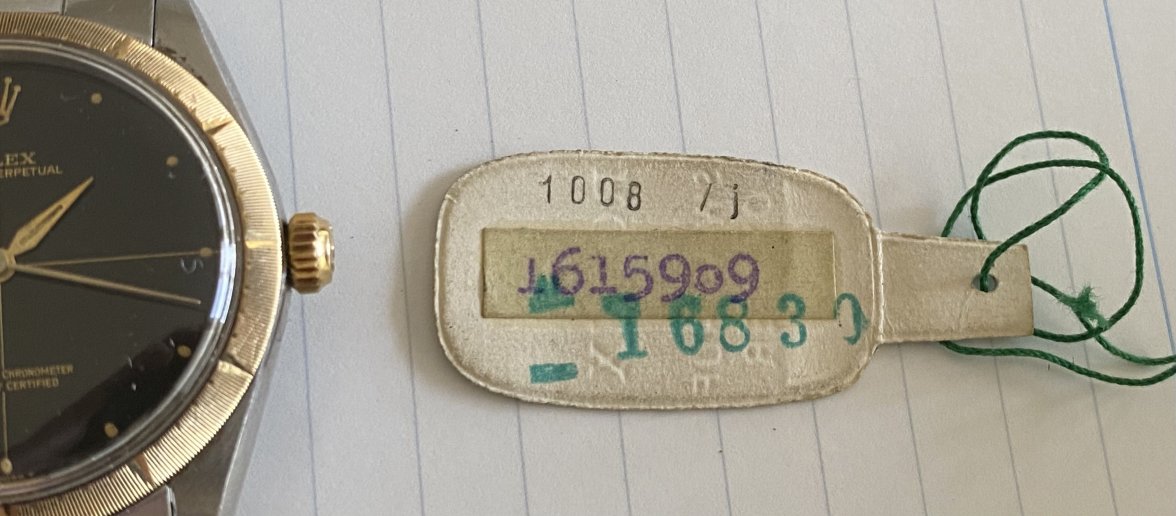 LEX
PERPETUAL
CHRONOMETER
CERTIFIED
1008 /j
1615909
16830